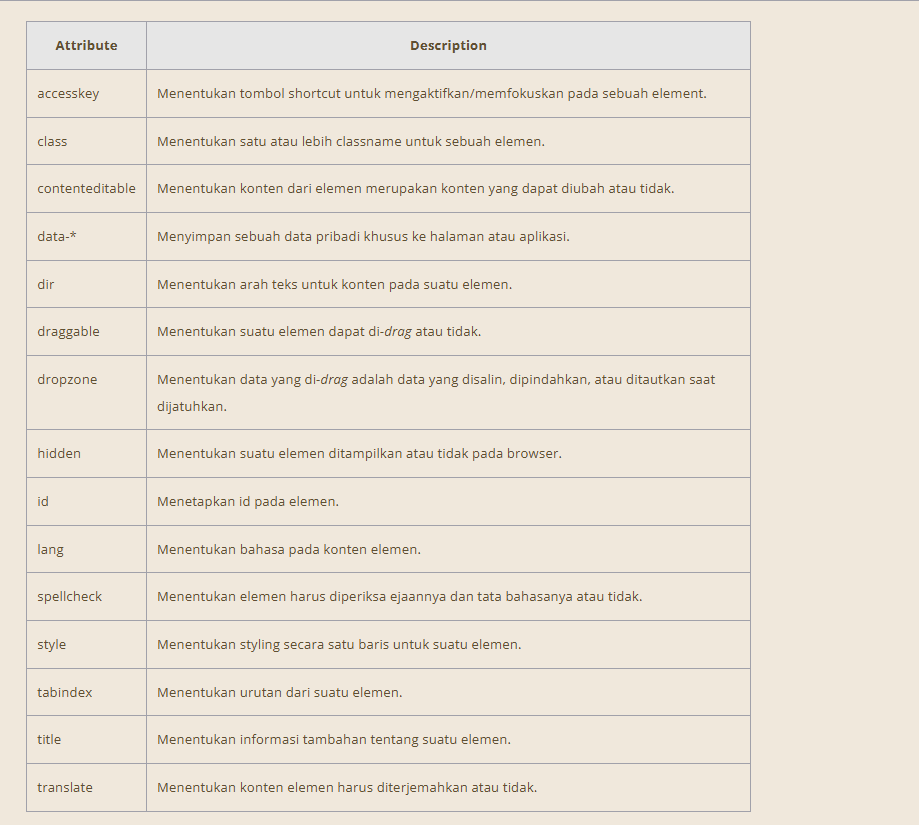 Attribute Description
accesskey Menentukan tombol shortcut untuk mengaktifkan/memfokuskan pada sebuah element.
class Menentukan satu atau lebih classname untuk sebuah elemen.
contenteditable Menentukan konten dari elemen merupakan konten yang dapat diubah atau tidak.
data-* Menyimpan sebuah data pribadi khusus ke halaman atau aplikasi.
dir Menentukan arah teks untuk konten pada suatu elemen.
draggable Menentukan suatu elemen dapat di-drag atau tidak.
dropzone Menentukan data yang di-drag adalah data yang disalin, dipindahkan, atau ditautkan saat
dijatuhkan.
hidden Menentukan suatu elemen ditampilkan atau tidak pada browser.
id Menetapkan id pada elemen.
lang Menentukan bahasa pada konten elemen.
spellcheck Menentukan elemen harus diperiksa ejaannya dan tata bahasanya atau tidak.
style Menentukan styling secara satu baris untuk suatu elemen.
tabindex Menentukan urutan dari suatu elemen.
title Menentukan informasi tambahan tentang suatu elemen.
translate Menentukan konten elemen harus diterjemahkan atau tidak.